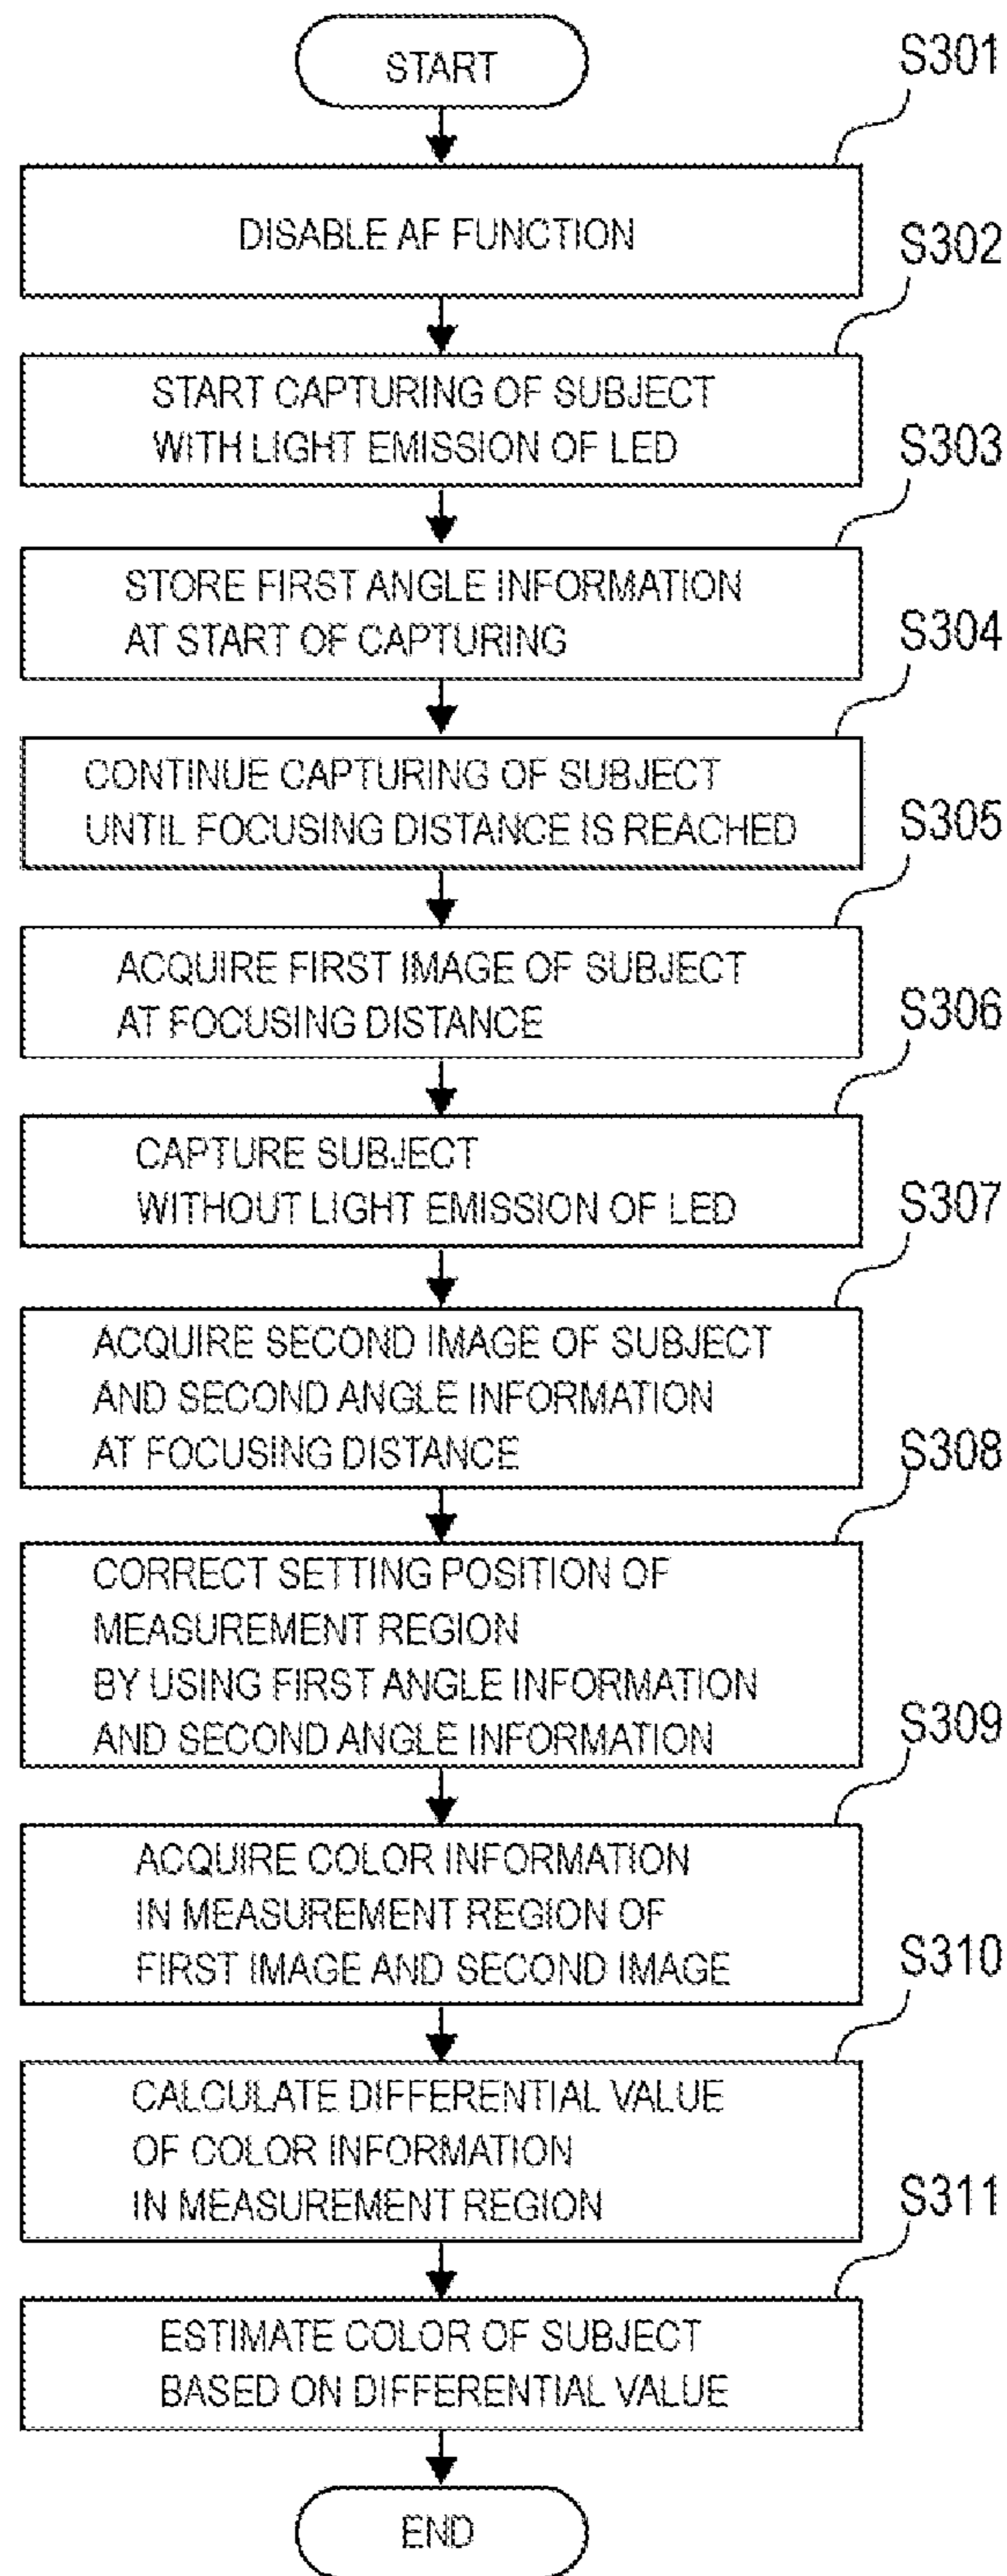 START
S301
DISABLE AF FUNCTION
S302
START CAPTURING OF SUBJECT
WITH LIGHT EMISSION OF LED
S303
STORE FIRST ANGLE INFORMATION
AT START OF CAPTURING
S304
CONTINUE CAPTURING OF SUBJECT
UNTIL FOCUSING DISTANCE IS REACHED
S305
ACQUIRE FIRST IMAGE OF SUBJECT
AT FOCUSING DISTANCE
S306
CAPTURE SUBJECT
WITHOUT LIGHT EMISSION OF LED
S307
ACQUIRE SECOND IMAGE OF SUBJECT
AND SECOND ANGLE INFORMATION
AT FOCUSING DISTANCE
S308
CORRECT SETTING POSITION OF
MEASUREMENT REGION
BY USING FIRST ANGLE INFORMATION
AND SECOND ANGLE INFORMATION
S309
ACQUIRE COLOR INFORMATION
IN MEASUREMENT REGION OF
FIRST IMAGE AND SECOND IMAGE
S310
CALCULATE DIFFERENTIAL VALUE
OF COLOR INFORMATION
IN MEASUREMENT REGION
S311
ESTIMATE COLOR OF SUBJECT
BASED ON DIFFERENTIAL VALUE
END